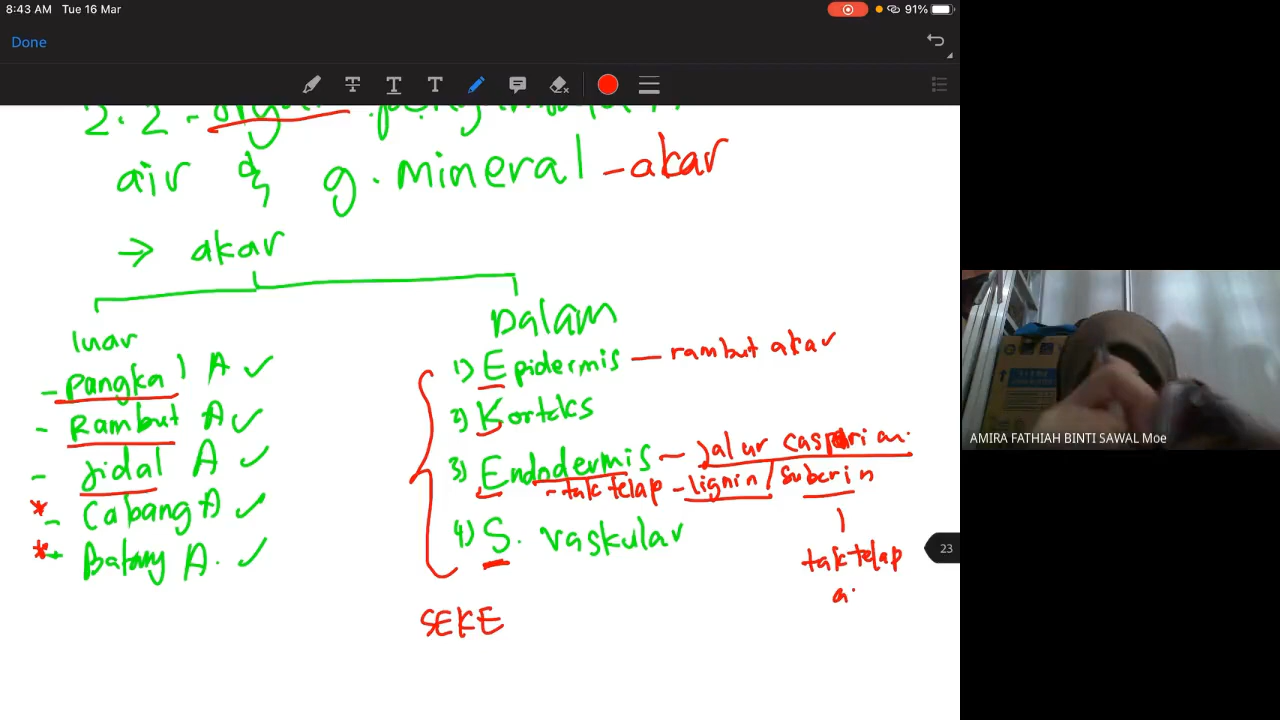 8:43 AM Tue 16 Mar
91%
Done
2.2
air & g. mineral - akar
→ akar
luar
- Pangkal A ✓
- Rambut A ✓
- Jidal A ✓
* - Cabang A ✓
* - Batang A. ✓
Dalam
1) Epidermis — rambut akar
2) Korteks
3) Endodermis ~ Jalur casparian.
- tak telap - lignin / suberin
4) S. vaskular
tak telap
a
SEKE
23
AMIRA FATHIAH BINTI SAWAL Moe